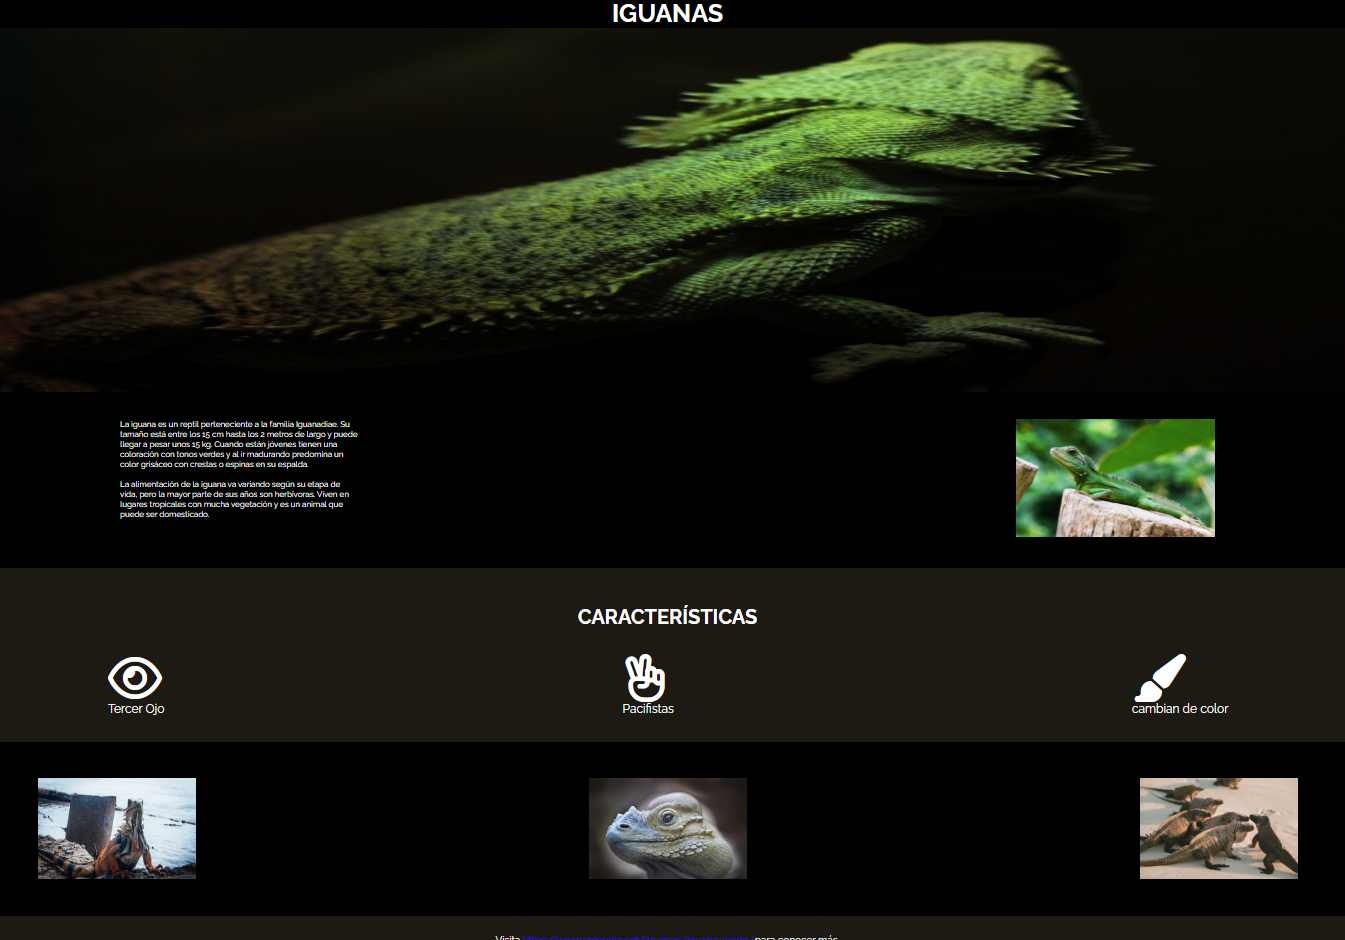 IGUANAS
La iguana es un reptil perteneciente a la familia Iguanadiae. Su
tamaño está entre los 15 cm hasta los 2 metros de largo y puede
llegar a pesar unos 15 kg. Cuando están jóvenes tienen una
coloración con tonos verdes y al ir madurando predomina un
color grisáceo con crestas o espinas en su espalda.
La alimentación de la iguana va variando según su etapa de
vida, pero la mayor parte de sus años son herbívoras. Viven en
lugares tropicales con mucha vegetación y es un animal que
puede ser domesticado.
CARACTERÍSTICAS
Tercer Ojo
Pacifistas
cambian de color
Visita para conocer más